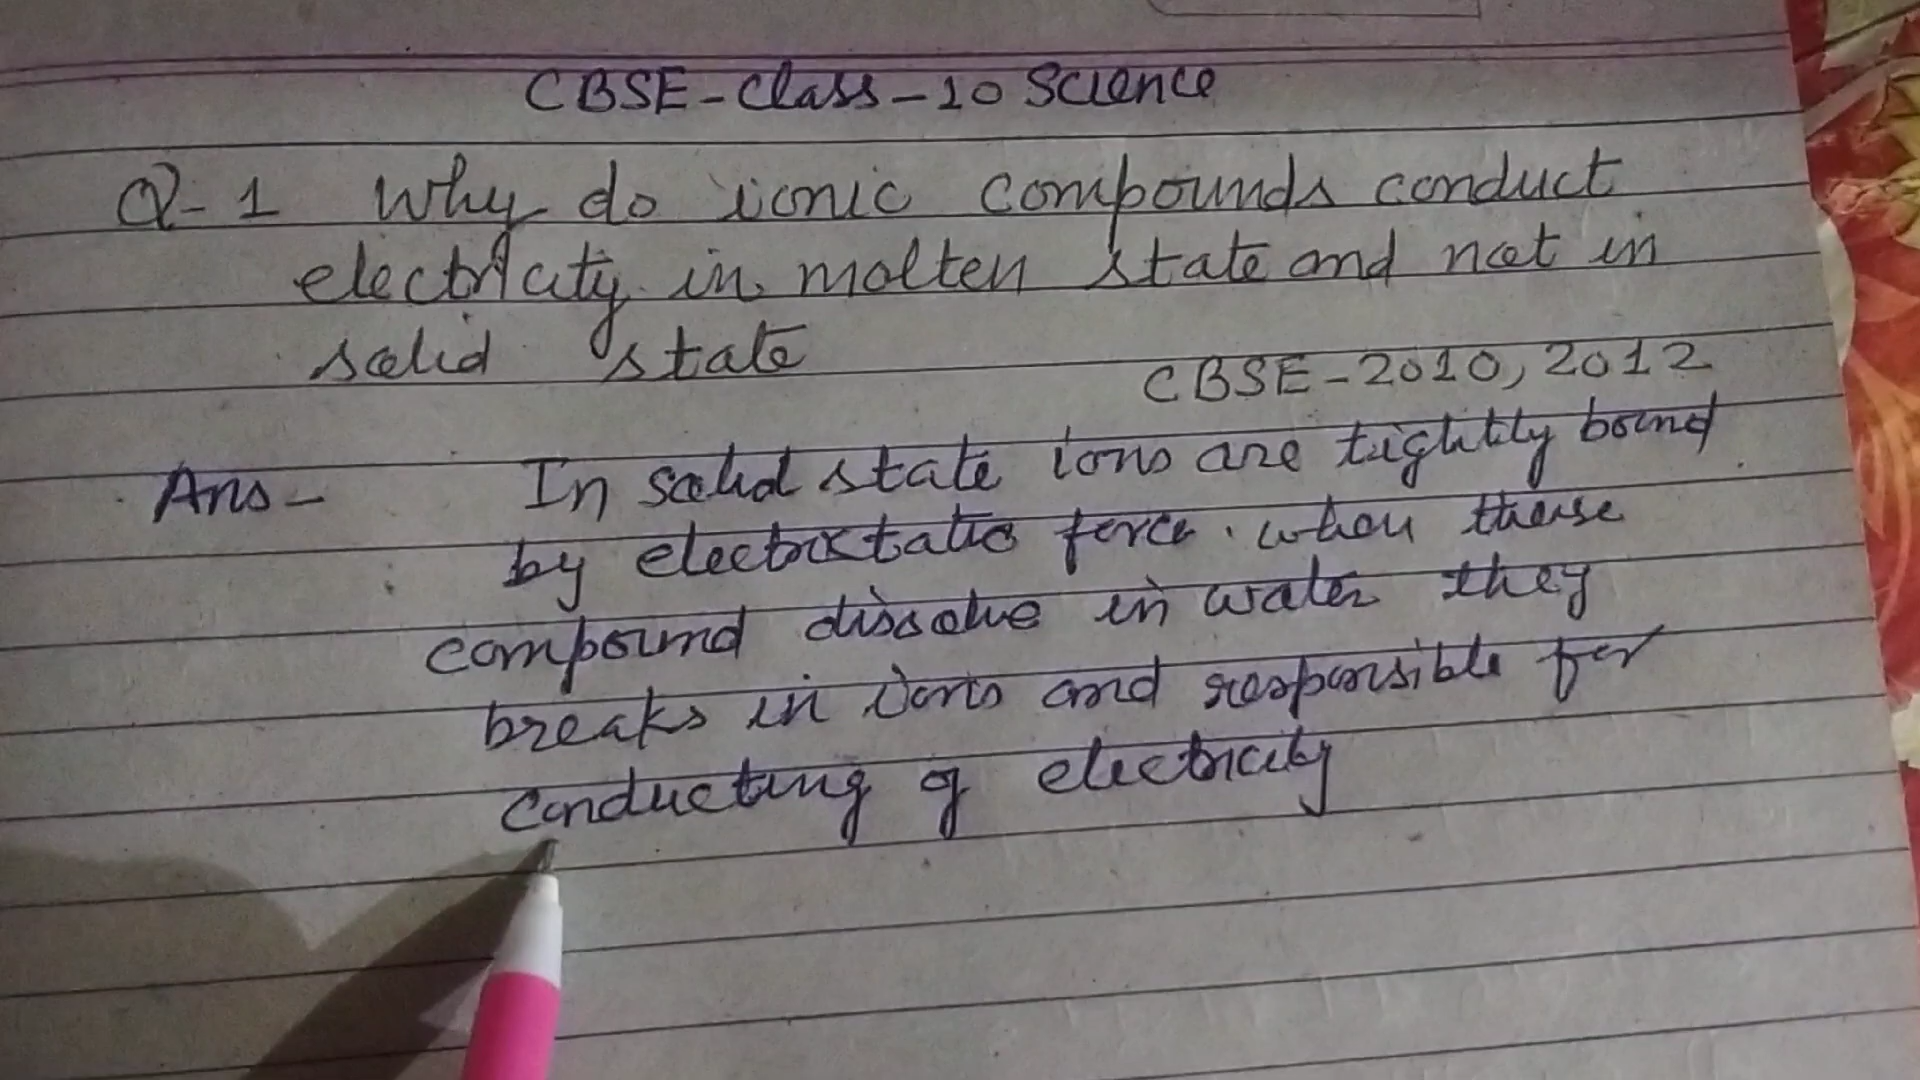 CBSE-Class-10 Science
Q-1 Why do ionic compounds conduct
electricity in molten state and not in
solid state
CBSE-2010, 2012
Ans- In solid state ions are tightly bound
by electrostatic force. when these
compound dissolve in water they
breaks in ions and responsible for
conducting of electricity